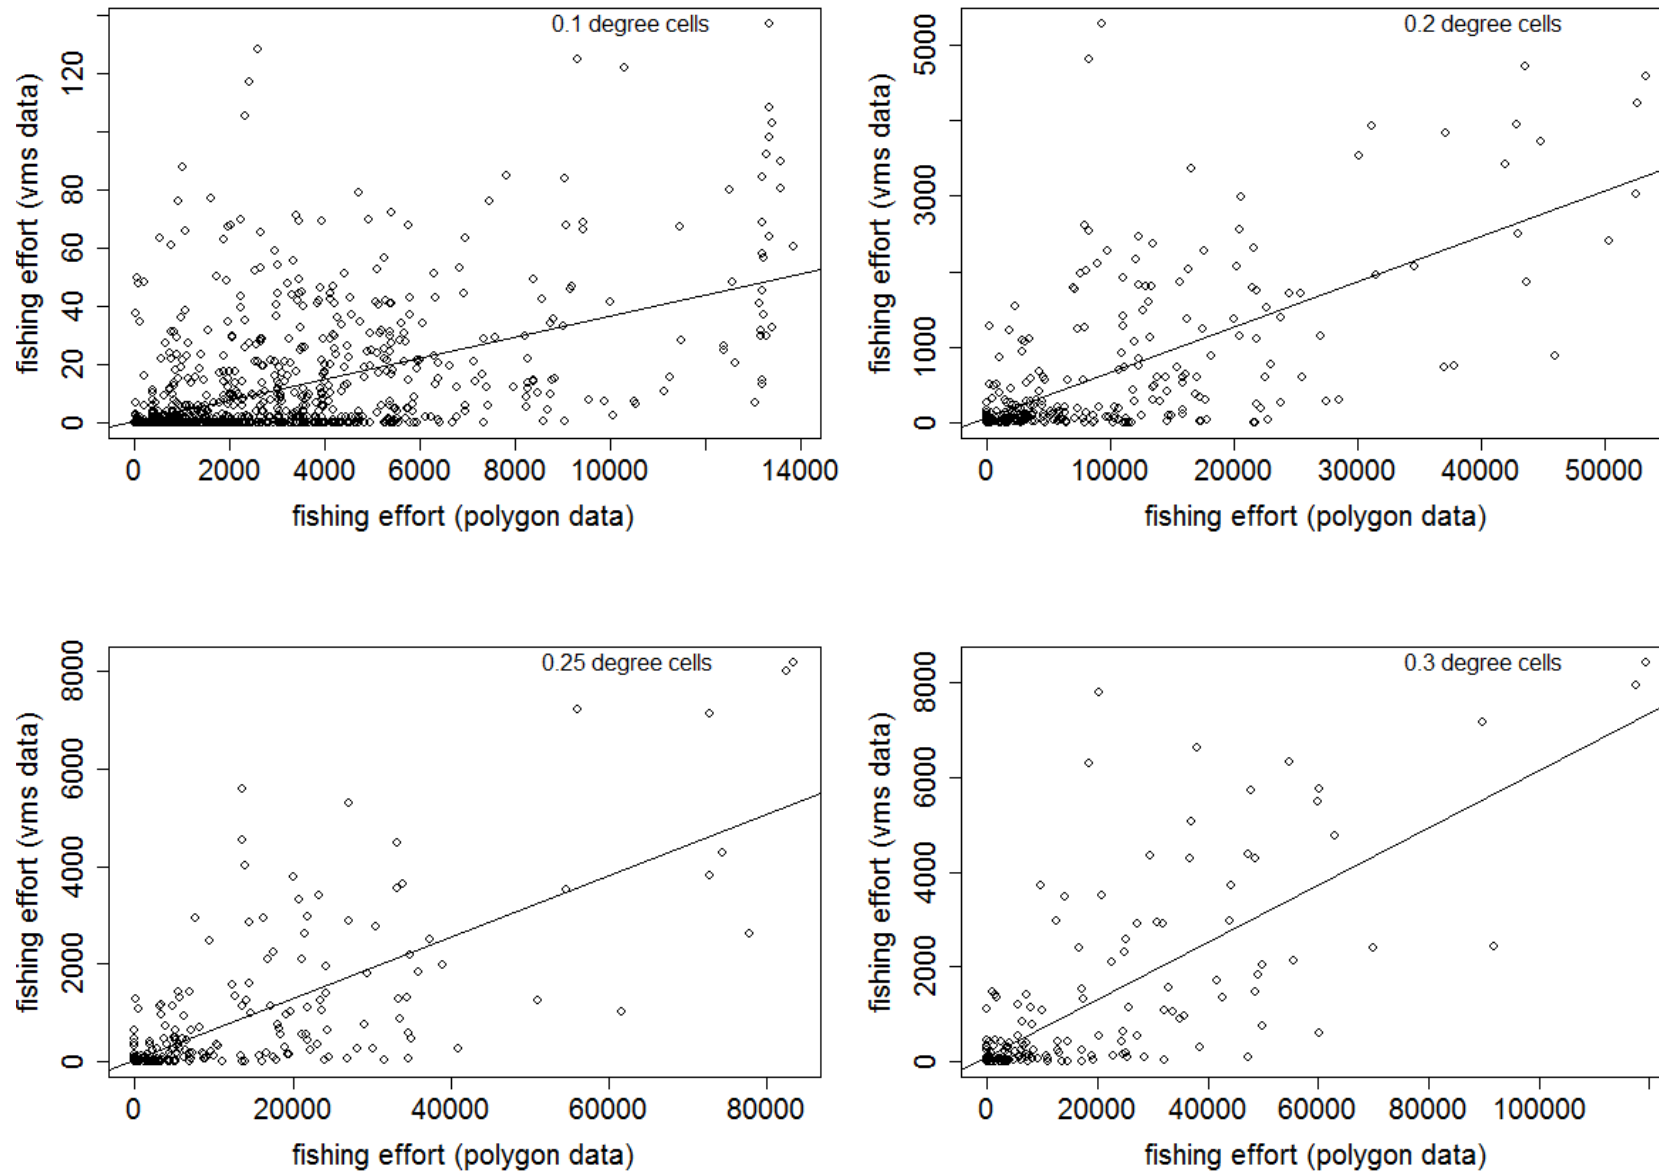 0.1 degree cells
fishing effort (vms data)
0 20 40 60 80 120
0 2000 4000 6000 8000 10000 14000
fishing effort (polygon data)
0.2 degree cells
fishing effort (vms data)
0 1000 3000 5000
0 10000 20000 30000 40000 50000
fishing effort (polygon data)
0.25 degree cells
fishing effort (vms data)
0 2000 4000 6000 8000
0 20000 40000 60000 80000
fishing effort (polygon data)
0.3 degree cells
fishing effort (vms data)
0 2000 4000 6000 8000
0 20000 40000 60000 80000 100000
fishing effort (polygon data)